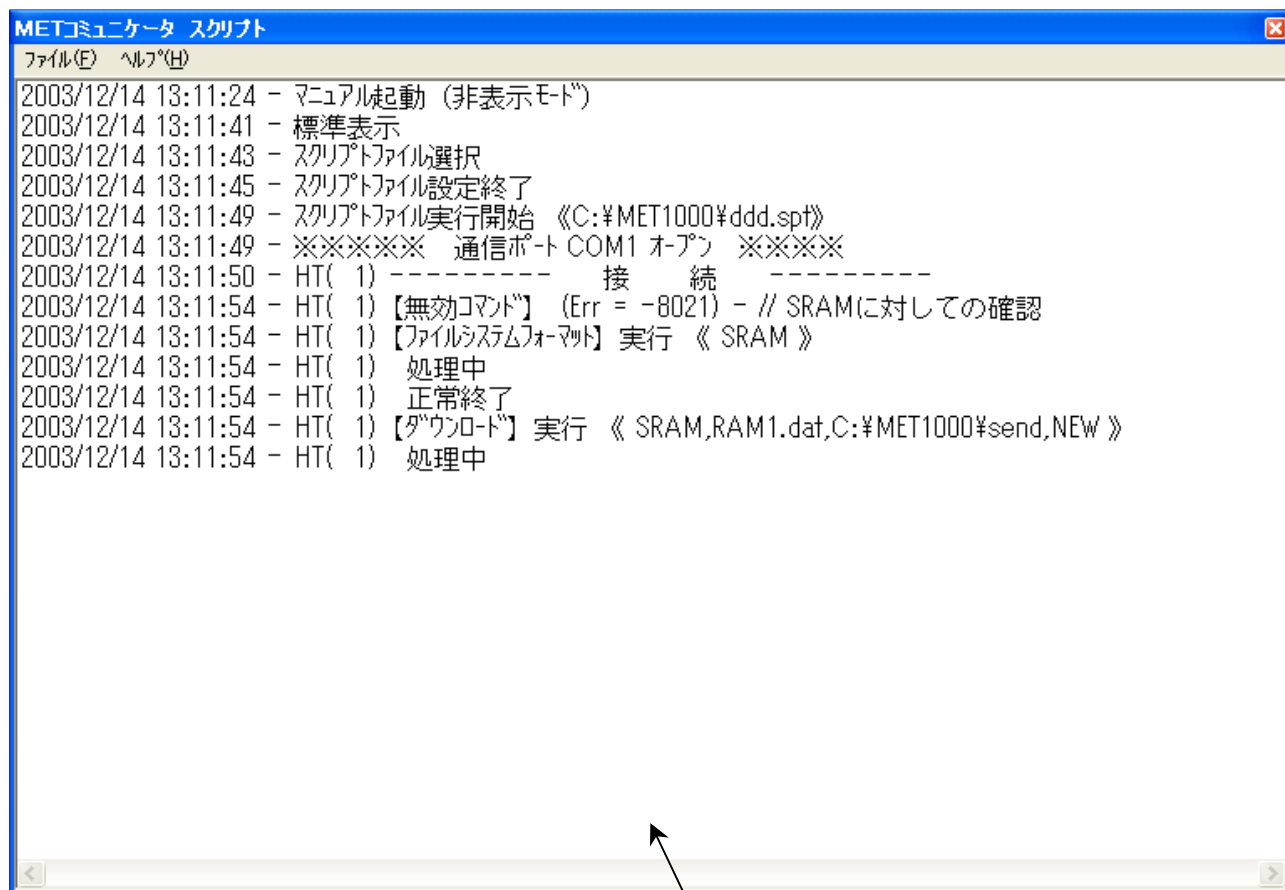 METコミュニケータ スクリプト
ﾌｧｲﾙ(F) ﾍﾙﾌﾟ(H)
2003/12/14 13:11:24 - ﾏﾆｭｱﾙ起動 (非表示ﾓｰﾄﾞ)
2003/12/14 13:11:41 - 標準表示
2003/12/14 13:11:43 - ｽｸﾘﾌﾟﾄﾌｧｲﾙ選択
2003/12/14 13:11:45 - ｽｸﾘﾌﾟﾄﾌｧｲﾙ設定終了
2003/12/14 13:11:49 - ｽｸﾘﾌﾟﾄﾌｧｲﾙ実行開始 《C:¥MET1000¥ddd.spt》
2003/12/14 13:11:49 - ※※※※※ 通信ﾎﾟｰﾄ COM1 ｵｰﾌﾟﾝ ※※※※
2003/12/14 13:11:50 - HT( 1) --------- 接 続 ---------
2003/12/14 13:11:54 - HT( 1) 【無効ｺﾏﾝﾄﾞ】 (Err = -8021) - // SRAMに対しての確認
2003/12/14 13:11:54 - HT( 1) 【ﾌｧｲﾙｼｽﾃﾑﾌｫｰﾏｯﾄ】 実行 《 SRAM 》
2003/12/14 13:11:54 - HT( 1) 処理中
2003/12/14 13:11:54 - HT( 1) 正常終了
2003/12/14 13:11:54 - HT( 1) 【ﾀﾞｳﾝﾛｰﾄﾞ】 実行 《 SRAM,RAM1.dat,C:¥MET1000¥send,NEW 》
2003/12/14 13:11:54 - HT( 1) 処理中